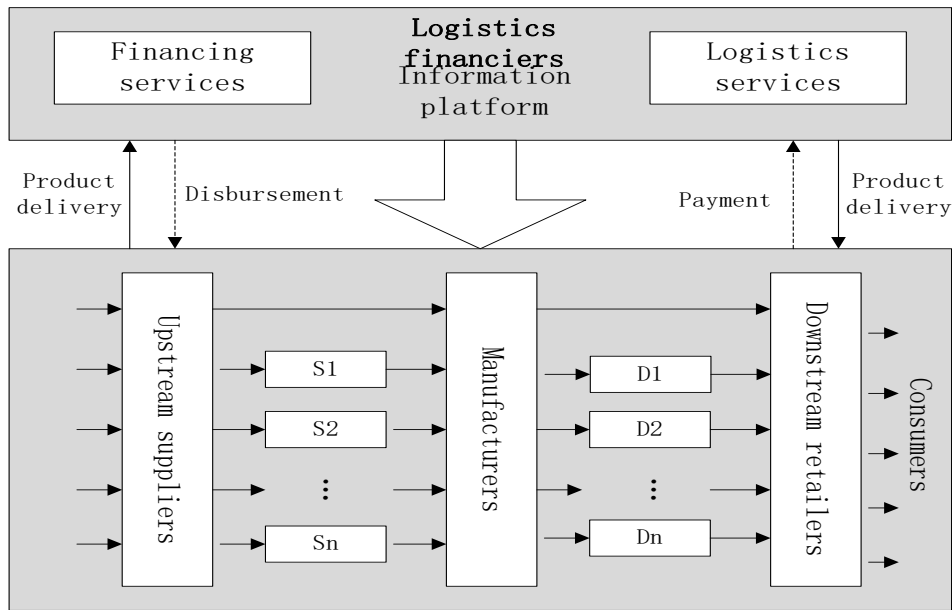 Logistics
financiers
Information
platform
Financing
services
Logistics
services
Product
delivery
Disbursement
Payment
Product
delivery
Upstream suppliers
S1
S2
...
Sn
Manufacturers
D1
D2
...
Dn
Downstream retailers
Consumers